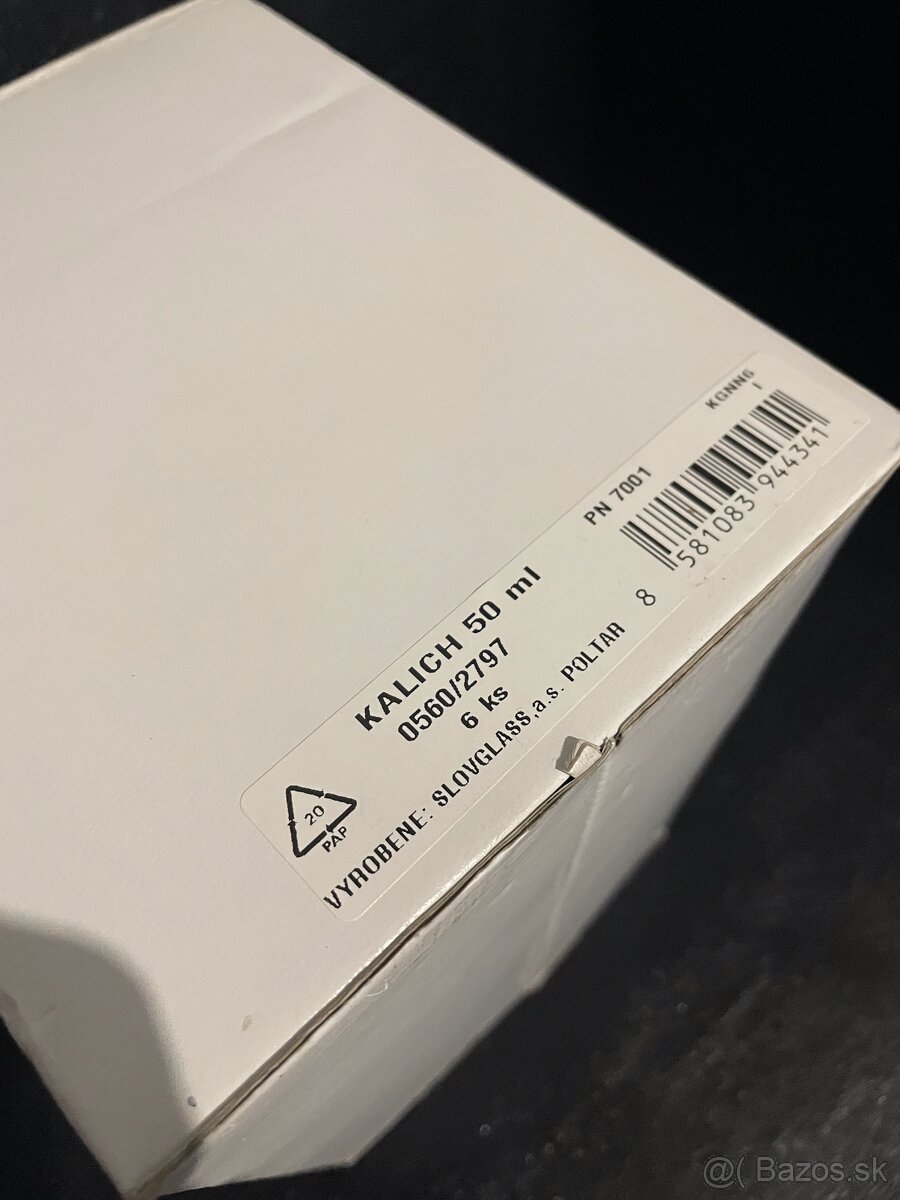 KGNN6
I
PN 7001
8 581083 944341
KALICH 50 ml
0560/2797
6 ks
20
PAP
VYROBENE: SLOVGLASS,a.s. POLTAR
@( Bazos.sk